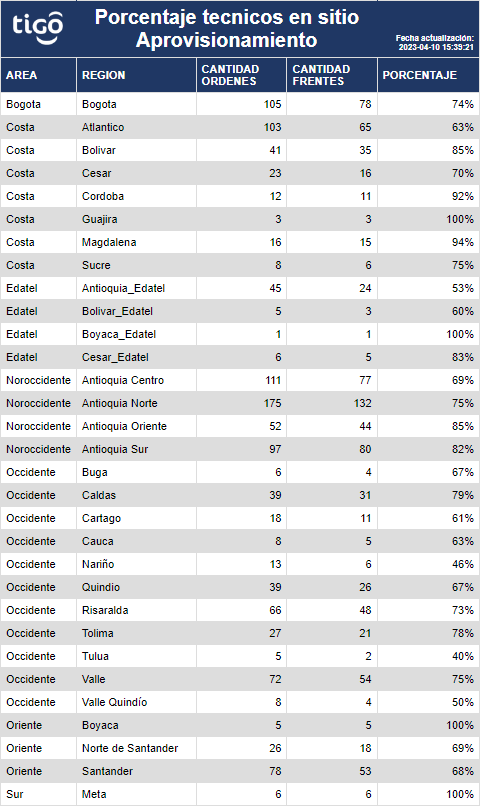 tigo
Porcentaje tecnicos en sitio
Aprovisionamiento
Fecha actualización:
2023-04-10 15:39:21
AREA REGION CANTIDAD ORDENES CANTIDAD FRENTES PORCENTAJE
Bogota Bogota 105 78 74%
Costa Atlantico 103 65 63%
Costa Bolivar 41 35 85%
Costa Cesar 23 16 70%
Costa Cordoba 12 11 92%
Costa Guajira 3 3 100%
Costa Magdalena 16 15 94%
Costa Sucre 8 6 75%
Edatel Antioquia_Edatel 45 24 53%
Edatel Bolivar_Edatel 5 3 60%
Edatel Boyaca_Edatel 1 1 100%
Edatel Cesar_Edatel 6 5 83%
Noroccidente Antioquia Centro 111 77 69%
Noroccidente Antioquia Norte 175 132 75%
Noroccidente Antioquia Oriente 52 44 85%
Noroccidente Antioquia Sur 97 80 82%
Occidente Buga 6 4 67%
Occidente Caldas 39 31 79%
Occidente Cartago 18 11 61%
Occidente Cauca 8 5 63%
Occidente Nariño 13 6 46%
Occidente Quindio 39 26 67%
Occidente Risaralda 66 48 73%
Occidente Tolima 27 21 78%
Occidente Tulua 5 2 40%
Occidente Valle 72 54 75%
Occidente Valle Quindío 8 4 50%
Oriente Boyaca 5 5 100%
Oriente Norte de Santander 26 18 69%
Oriente Santander 78 53 68%
Sur Meta 6 6 100%